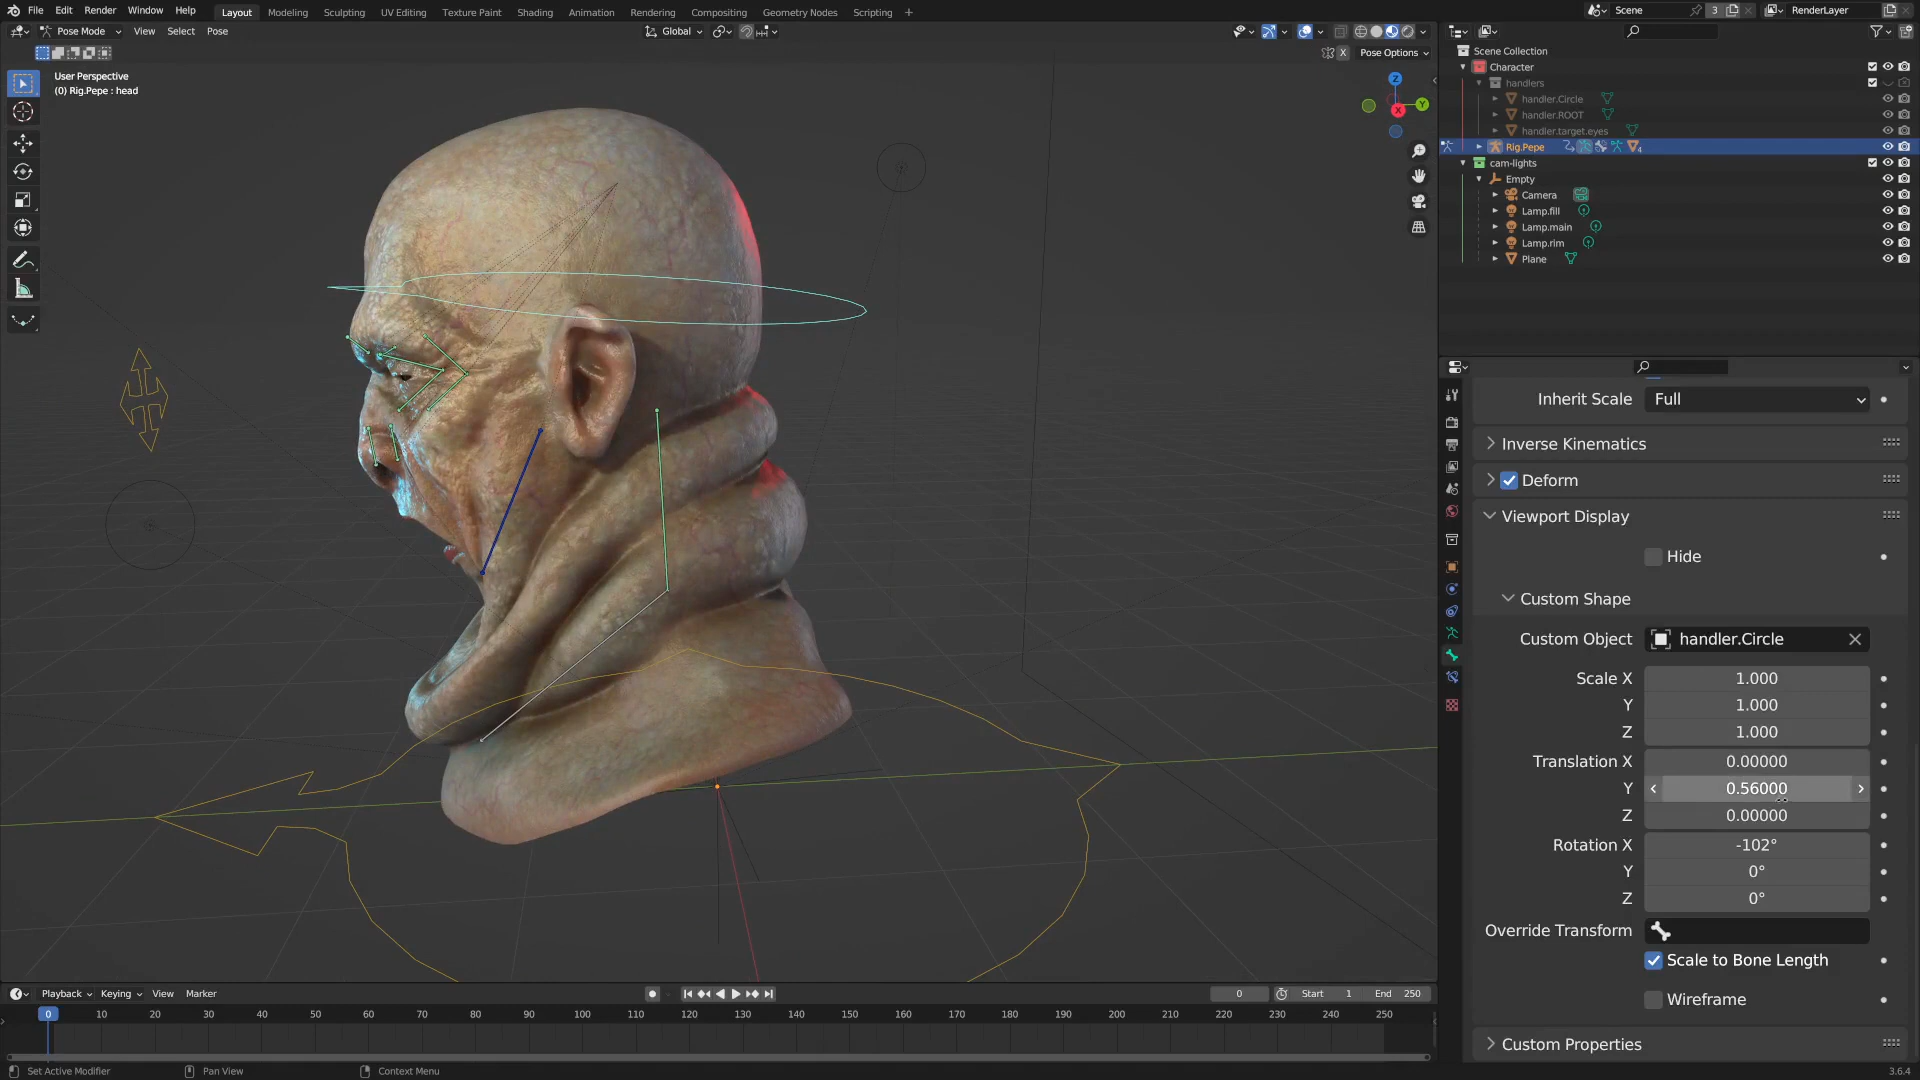 File Edit Render Window Help Layout Modeling Sculpting UV Editing Texture Paint Shading Animation Rendering Compositing Geometry Nodes Scripting + Scene 3 RenderLayer
Pose Mode View Select Pose Global
X Pose Options
User Perspective
(0) Rig.Pepe : head
Z
Y
X
Scene Collection
Character
handlers
handler.Circle
handler.ROOT
handler.target.eyes
Rig.Pepe 4
cam-lights
Empty
Camera
Lamp.fill
Lamp.main
Lamp.rim
Plane
Inherit Scale Full
Inverse Kinematics
Deform
Viewport Display
Hide
Custom Shape
Custom Object handler.Circle
Scale X 1.000
Y 1.000
Z 1.000
Translation X 0.00000
Y 0.56000
Z 0.00000
Rotation X -102°
Y 0°
Z 0°
Override Transform
Scale to Bone Length
Wireframe
Custom Properties
Playback Keying View Marker 0 Start 1 End 250
0 10 20 30 40 50 60 70 80 90 100 110 120 130 140 150 160 170 180 190 200 210 220 230 240 250
Set Active Modifier Pan View Context Menu 3.6.4